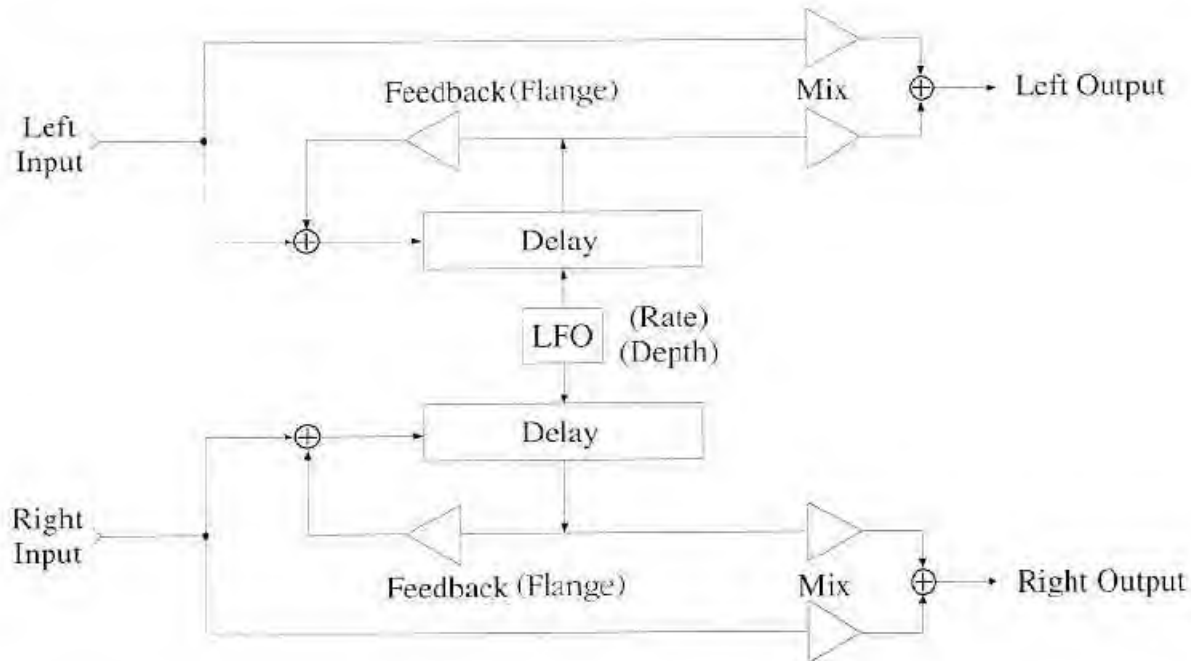 Feedback (Flange)
Mix
Left Output
Left
Input
Delay
LFO
(Rate)
(Depth)
Delay
Right
Input
Feedback (Flange)
Mix
Right Output